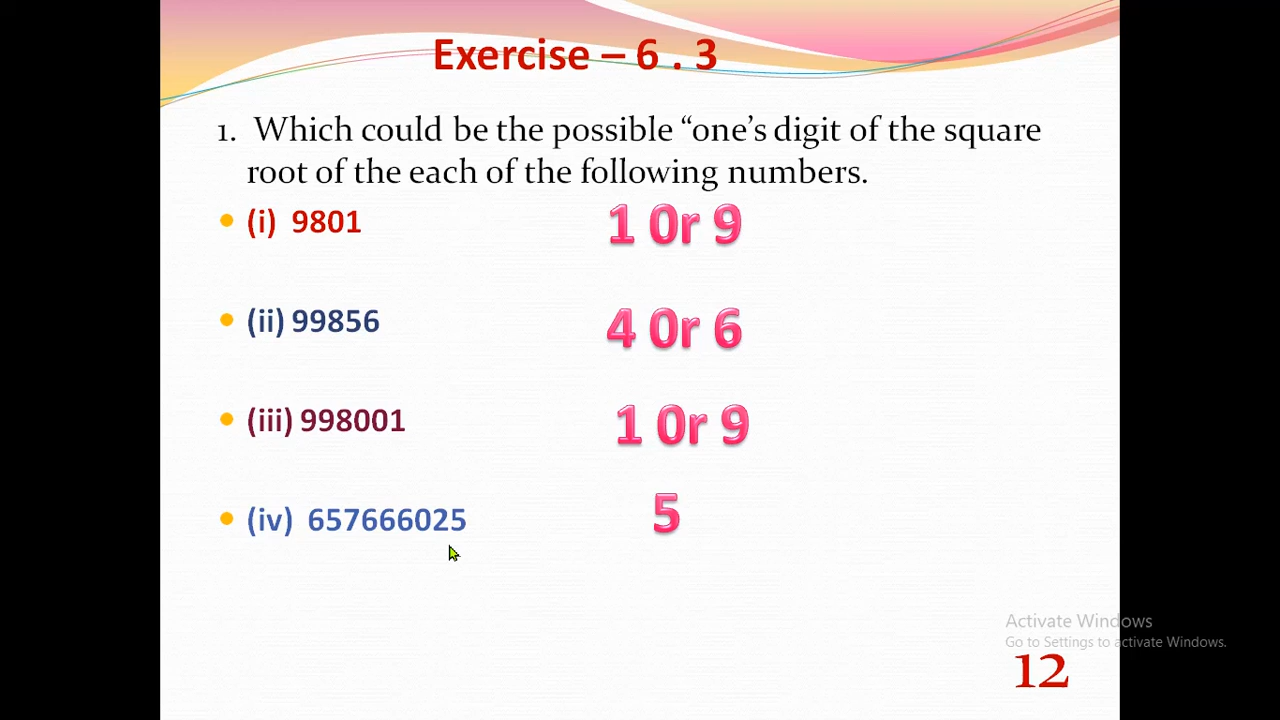 Exercise – 6 . 3
1. Which could be the possible “one’s digit of the square
root of the each of the following numbers.
(i) 9801
1 0r 9
(ii) 99856
4 0r 6
(iii) 998001
1 0r 9
(iv) 657666025
5
Activate Windows
Go to Settings to activate Windows.
12